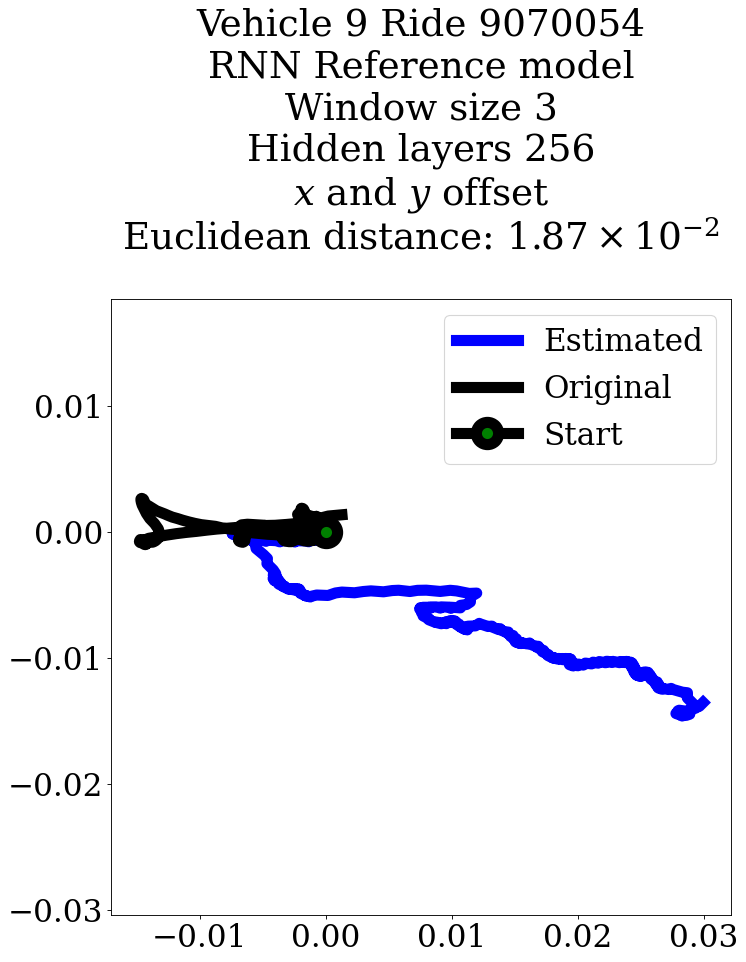 Vehicle 9 Ride 9070054
RNN Reference model
Window size 3
Hidden layers 256
x and y offset
Euclidean distance: 1.87 × 10⁻²
Estimated
Original
Start
0.01
0.00
−0.01
−0.02
−0.03
−0.01 0.00 0.01 0.02 0.03